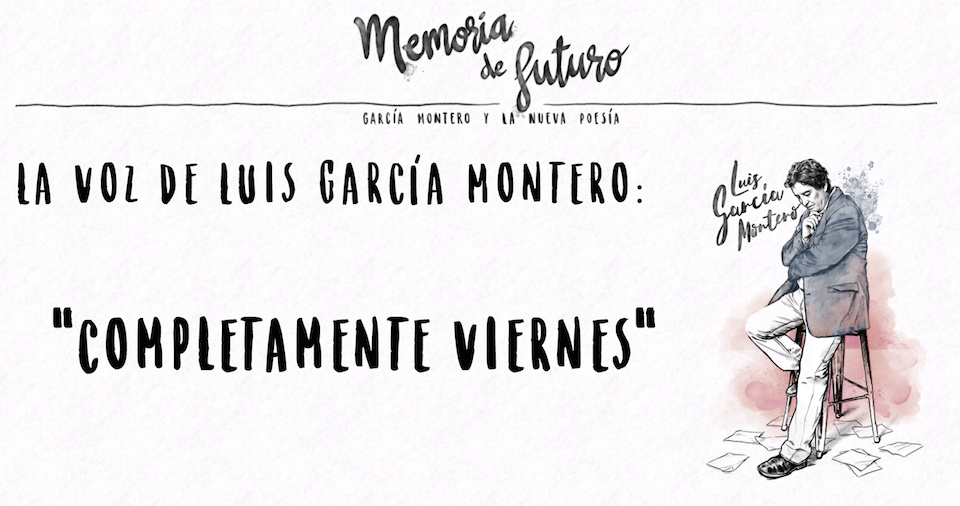 Memoria
de futuro
GARCÍA MONTERO Y LA NUEVA POESÍA
LA VOZ DE LUIS GARCÍA MONTERO:
Luis
García
Montero
"COMPLETAMENTE VIERNES"